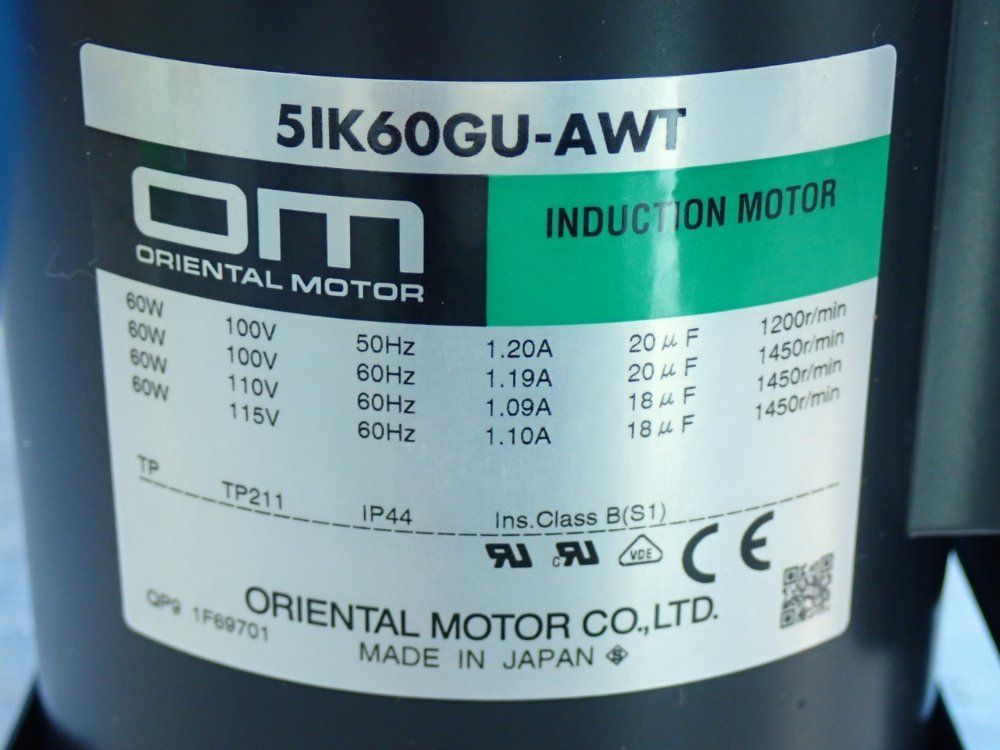 5IK60GU-AWT
OM
ORIENTAL MOTOR
INDUCTION MOTOR
60W 100V 50Hz 1.20A 20μF 1200r/min
60W 100V 60Hz 1.19A 20μF 1450r/min
60W 110V 60Hz 1.09A 18μF 1450r/min
60W 115V 60Hz 1.10A 18μF 1450r/min
TP TP211 IP44 Ins.Class B(S1)
c VDE CE
QP9 1F69701
ORIENTAL MOTOR CO.,LTD.
MADE IN JAPAN